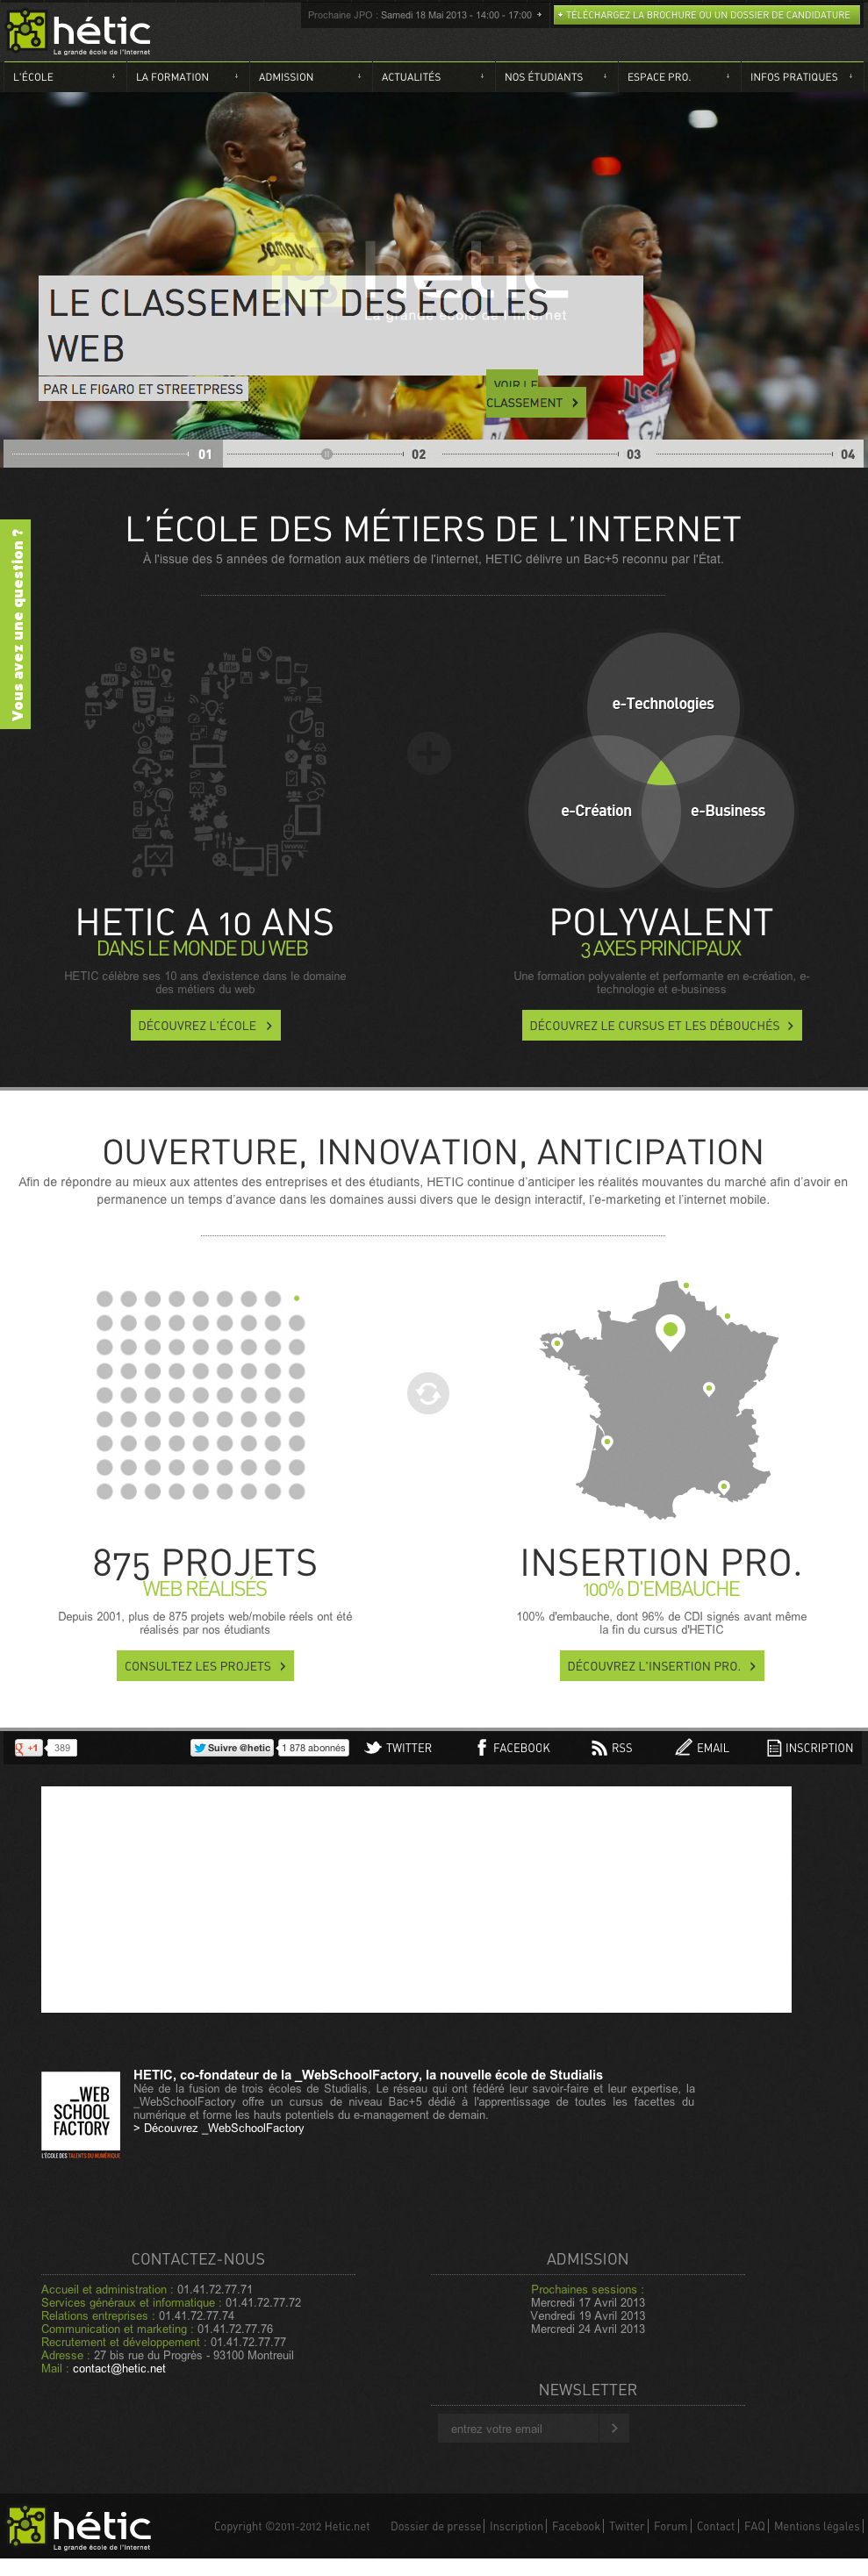 hétic
La grande école de l'Internet
Prochaine JPO : Samedi 18 Mai 2013 - 14:00 - 17:00
TÉLÉCHARGEZ LA BROCHURE OU UN DOSSIER DE CANDIDATURE
L'ÉCOLE
LA FORMATION
ADMISSION
ACTUALITÉS
NOS ÉTUDIANTS
ESPACE PRO.
INFOS PRATIQUES
JAMAICA
hétic
La grande école de l'Internet
LE CLASSEMENT DES ÉCOLES
WEB
PAR LE FIGARO ET STREETPRESS
VOIR LE
CLASSEMENT
01
02
03
04
Vous avez une question ?
L'ÉCOLE DES MÉTIERS DE L'INTERNET
À l'issue des 5 années de formation aux métiers de l'internet, HETIC délivre un Bac+5 reconnu par l'État.
e-Technologies
e-Création
e-Business
HETIC A 10 ANS
DANS LE MONDE DU WEB
HETIC célèbre ses 10 ans d'existence dans le domaine
des métiers du web
DÉCOUVREZ L'ÉCOLE
POLYVALENT
3 AXES PRINCIPAUX
Une formation polyvalente et performante en e-création, e-
technologie et e-business
DÉCOUVREZ LE CURSUS ET LES DÉBOUCHÉS
OUVERTURE, INNOVATION, ANTICIPATION
Afin de répondre au mieux aux attentes des entreprises et des étudiants, HETIC continue d'anticiper les réalités mouvantes du marché afin d'avoir en
permanence un temps d'avance dans les domaines aussi divers que le design interactif, l'e-marketing et l'internet mobile.
875 PROJETS
WEB RÉALISÉS
Depuis 2001, plus de 875 projets web/mobile réels ont été
réalisés par nos étudiants
CONSULTEZ LES PROJETS
INSERTION PRO.
100% D'EMBAUCHE
100% d'embauche, dont 96% de CDI signés avant même
la fin du cursus d'HETIC
DÉCOUVREZ L'INSERTION PRO.
+1
389
Suivre @hetic
1 878 abonnés
TWITTER
FACEBOOK
RSS
EMAIL
INSCRIPTION
_WEB
SCHOOL
FACTORY
L'ÉCOLE DES TALENTS DU NUMÉRIQUE
HETIC, co-fondateur de la _WebSchoolFactory, la nouvelle école de Studialis
Née de la fusion de trois écoles de Studialis, Le réseau qui ont fédéré leur savoir-faire et leur expertise, la
_WebSchoolFactory offre un cursus de niveau Bac+5 dédié à l'apprentissage de toutes les facettes du
numérique et forme les hauts potentiels du e-management de demain.
> Découvrez _WebSchoolFactory
CONTACTEZ-NOUS
Accueil et administration : 01.41.72.77.71
Services généraux et informatique : 01.41.72.77.72
Relations entreprises : 01.41.72.77.74
Communication et marketing : 01.41.72.77.76
Recrutement et développement : 01.41.72.77.77
Adresse : 27 bis rue du Progrès - 93100 Montreuil
Mail : contact@hetic.net
ADMISSION
Prochaines sessions :
Mercredi 17 Avril 2013
Vendredi 19 Avril 2013
Mercredi 24 Avril 2013
NEWSLETTER
entrez votre email
hétic
La grande école de l'Internet
Copyright ©2011-2012 Hetic.net
Dossier de presse
Inscription
Facebook
Twitter
Forum
Contact
FAQ
Mentions légales